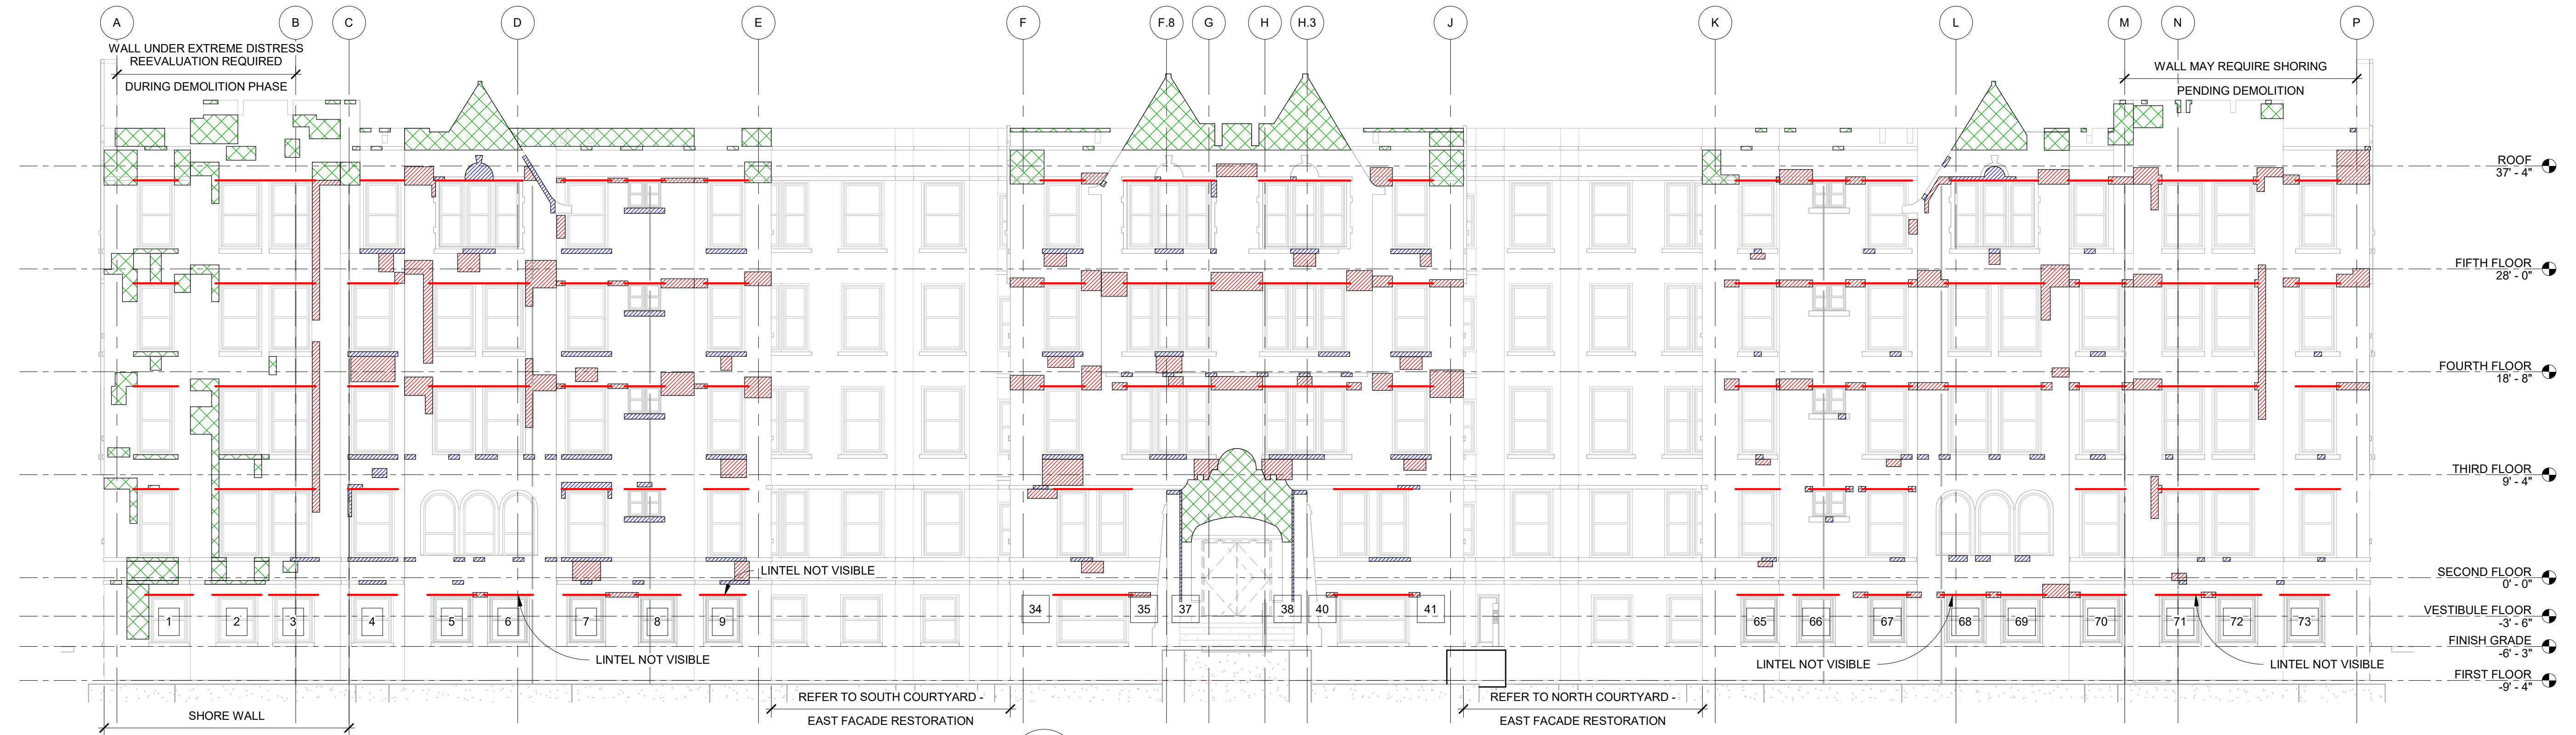 A B C D E F F.8 G H H.3 J K L M N P
WALL UNDER EXTREME DISTRESS
REEVALUATION REQUIRED
DURING DEMOLITION PHASE
WALL MAY REQUIRE SHORING
PENDING DEMOLITION
ROOF
37' - 4"
FIFTH FLOOR
28' - 0"
FOURTH FLOOR
18' - 8"
THIRD FLOOR
9' - 4"
SECOND FLOOR
0' - 0"
VESTIBULE FLOOR
-3' - 6"
FINISH GRADE
-6' - 3"
FIRST FLOOR
-9' - 4"
LINTEL NOT VISIBLE
1 2 3 4 5 6 7 8 9 34 35 37 38 40 41 65 66 67 68 69 70 71 72 73
LINTEL NOT VISIBLE
LINTEL NOT VISIBLE
LINTEL NOT VISIBLE
SHORE WALL
REFER TO SOUTH COURTYARD -
EAST FACADE RESTORATION
REFER TO NORTH COURTYARD -
EAST FACADE RESTORATION